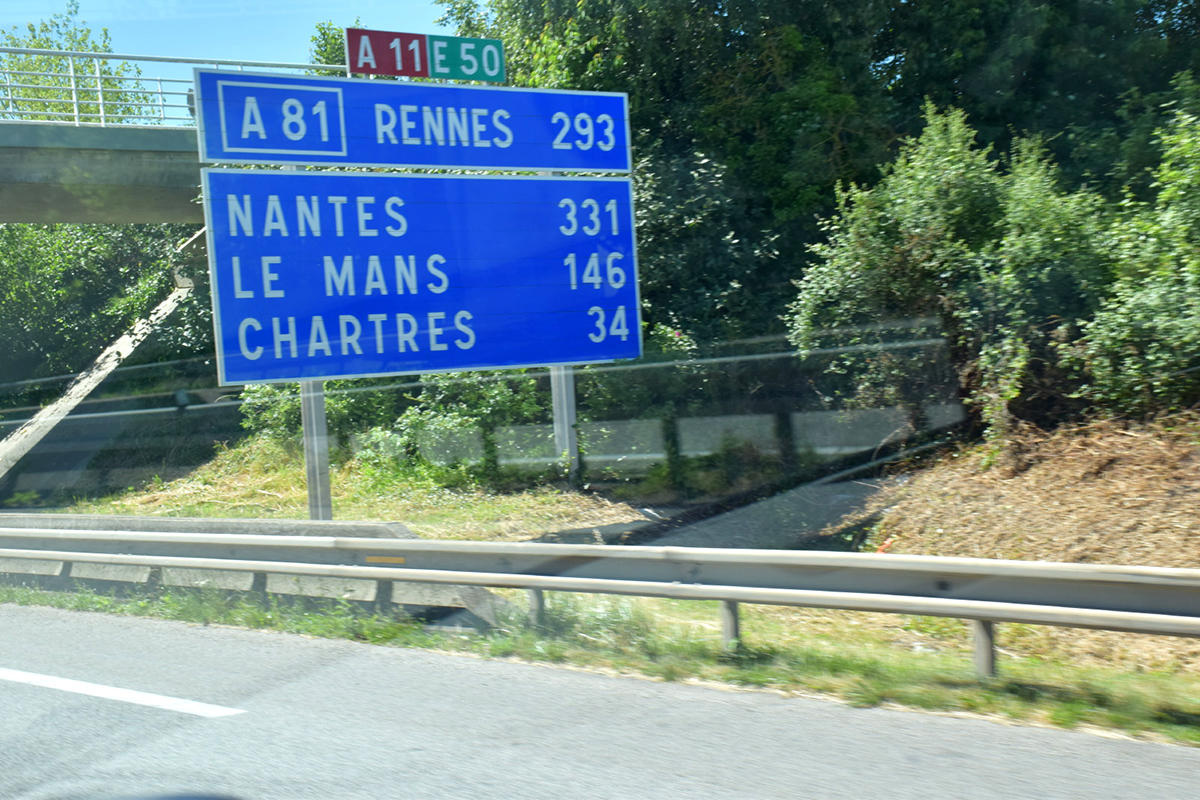 A 11 E 50
A 81 RENNES 293
NANTES 331
LE MANS 146
CHARTRES 34